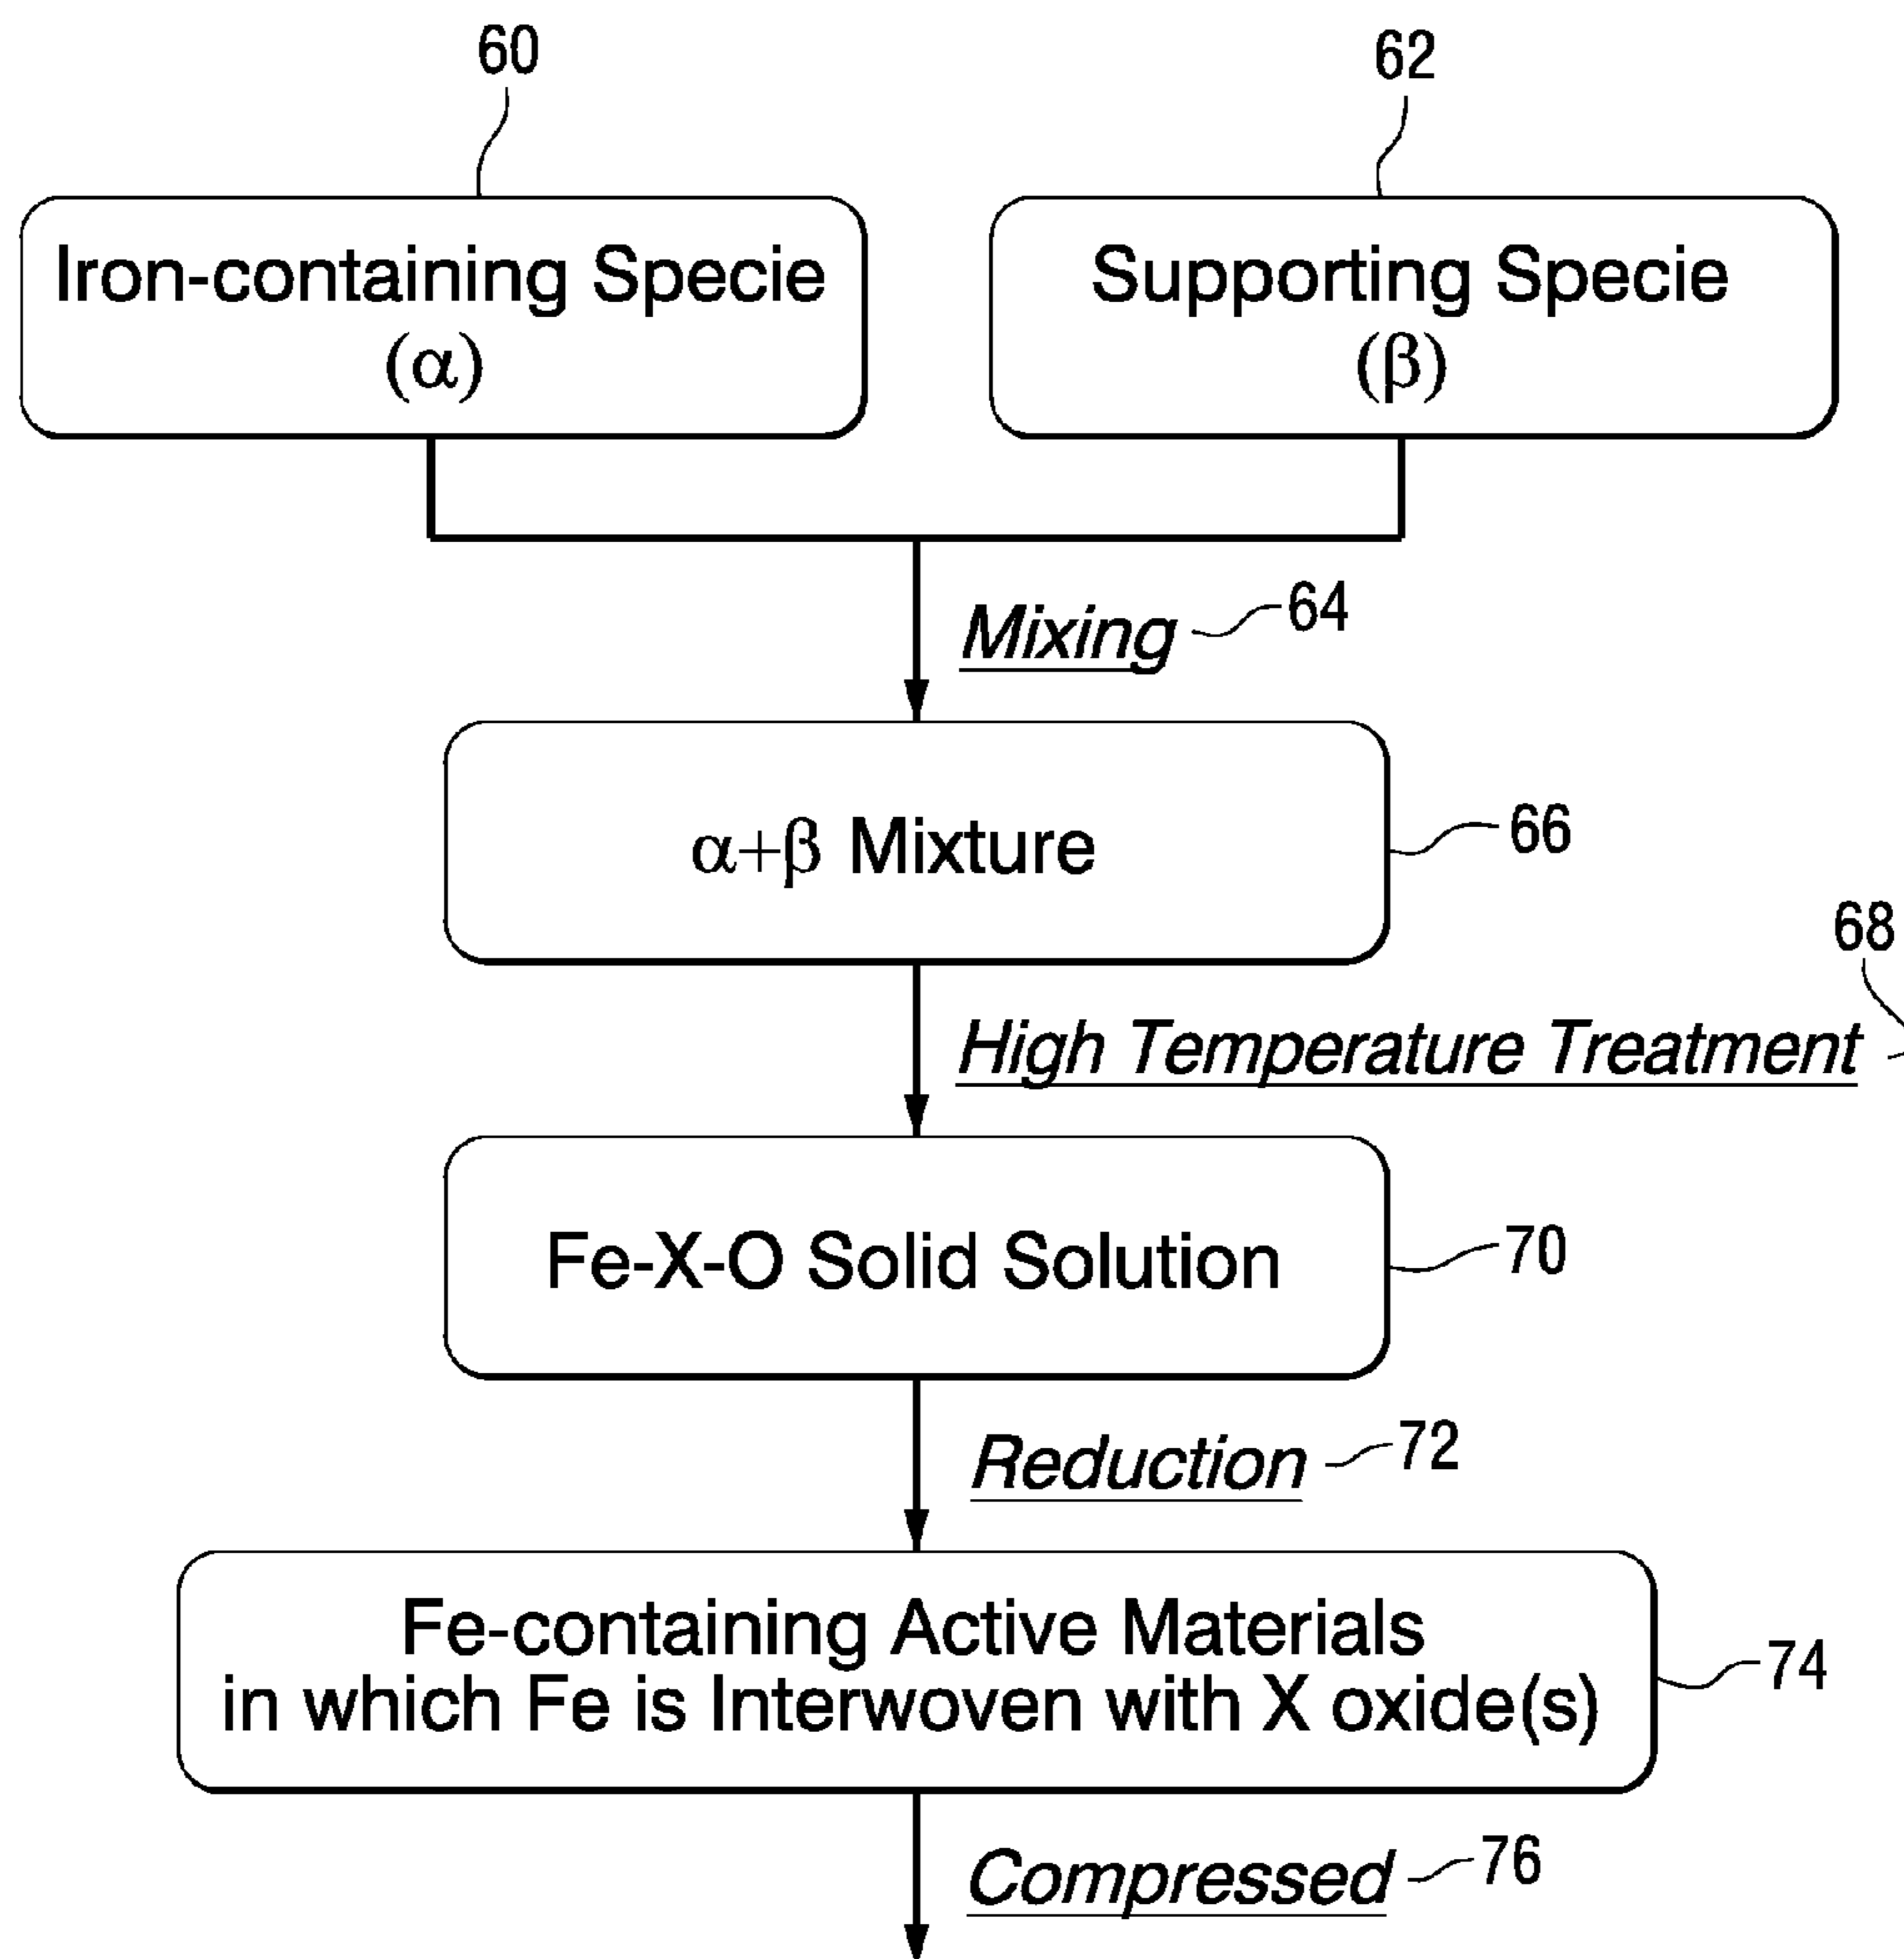 60
62
Iron-containing Specie
(α)
Supporting Specie
(β)
Mixing
64
α+β Mixture
66
68
High Temperature Treatment
Fe-X-O Solid Solution
70
Reduction
72
Fe-containing Active Materials
in which Fe is Interwoven with X oxide(s)
74
Compressed
76